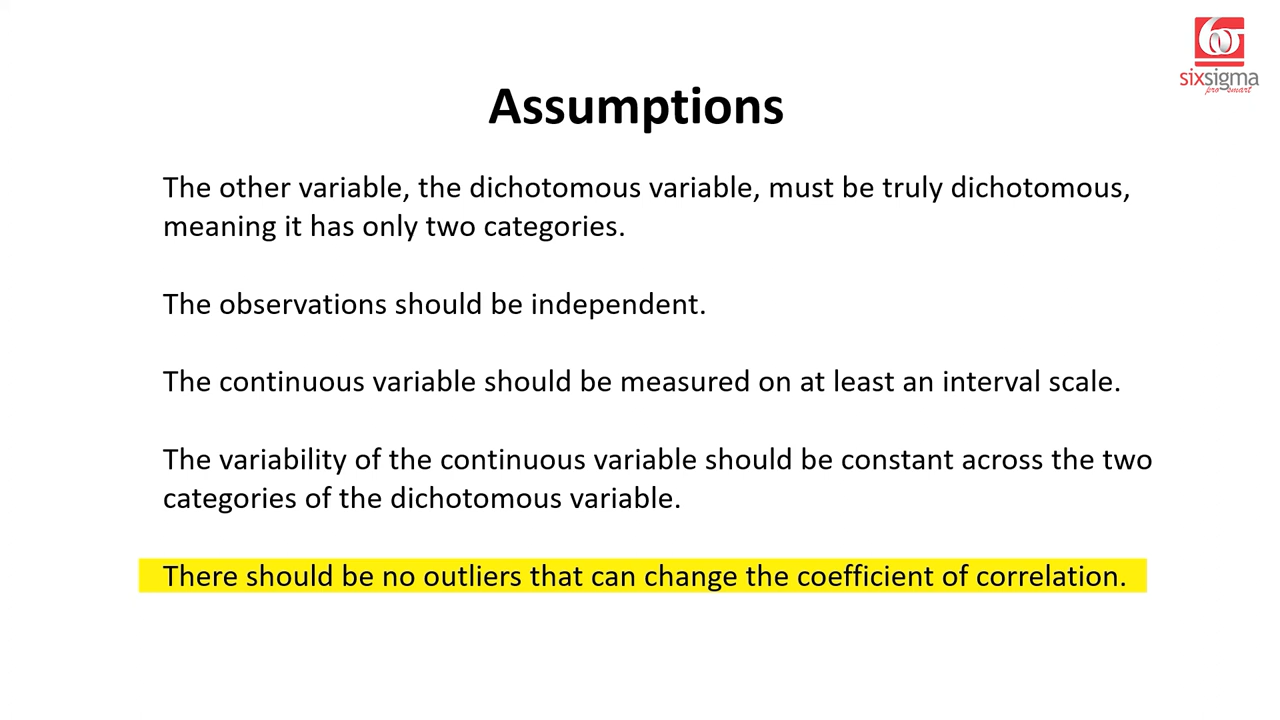 sixsigma
pro smart
Assumptions
The other variable, the dichotomous variable, must be truly dichotomous,
meaning it has only two categories.
The observations should be independent.
The continuous variable should be measured on at least an interval scale.
The variability of the continuous variable should be constant across the two
categories of the dichotomous variable.
There should be no outliers that can change the coefficient of correlation.